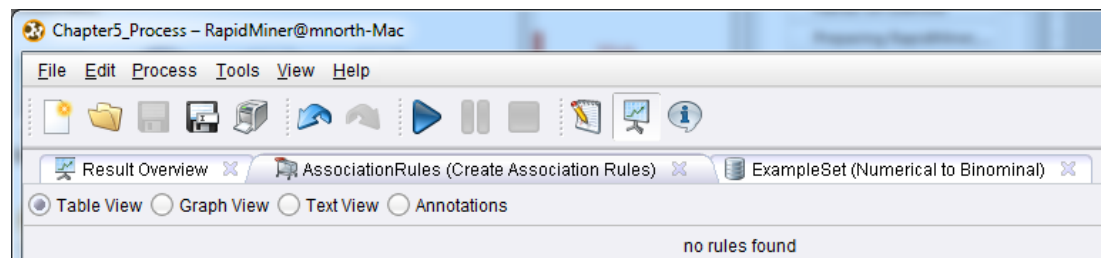 Chapter5_Process – RapidMiner@mnorth-Mac
File Edit Process Tools View Help
Result Overview AssociationRules (Create Association Rules) ExampleSet (Numerical to Binominal)
Table View Graph View Text View Annotations
no rules found